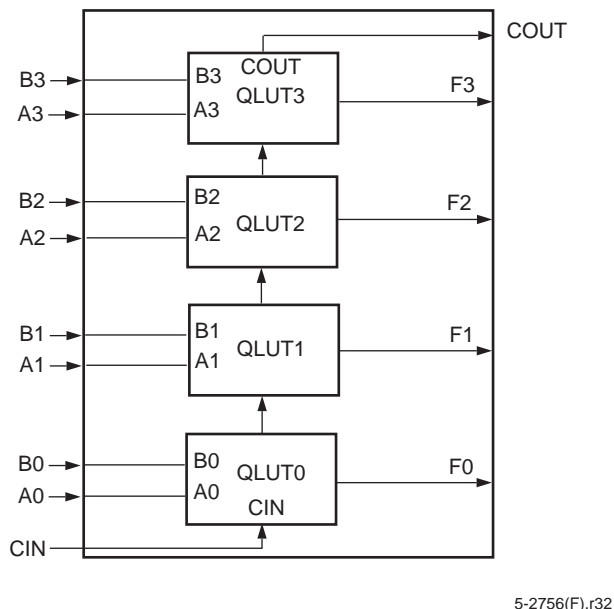 COUT
B3
B3
COUT
QLUT3
F3
A3
A3
B2
B2
QLUT2
F2
A2
A2
B1
B1
QLUT1
F1
A1
A1
B0
B0
QLUT0
F0
A0
A0
CIN
CIN
5-2756(F).r32